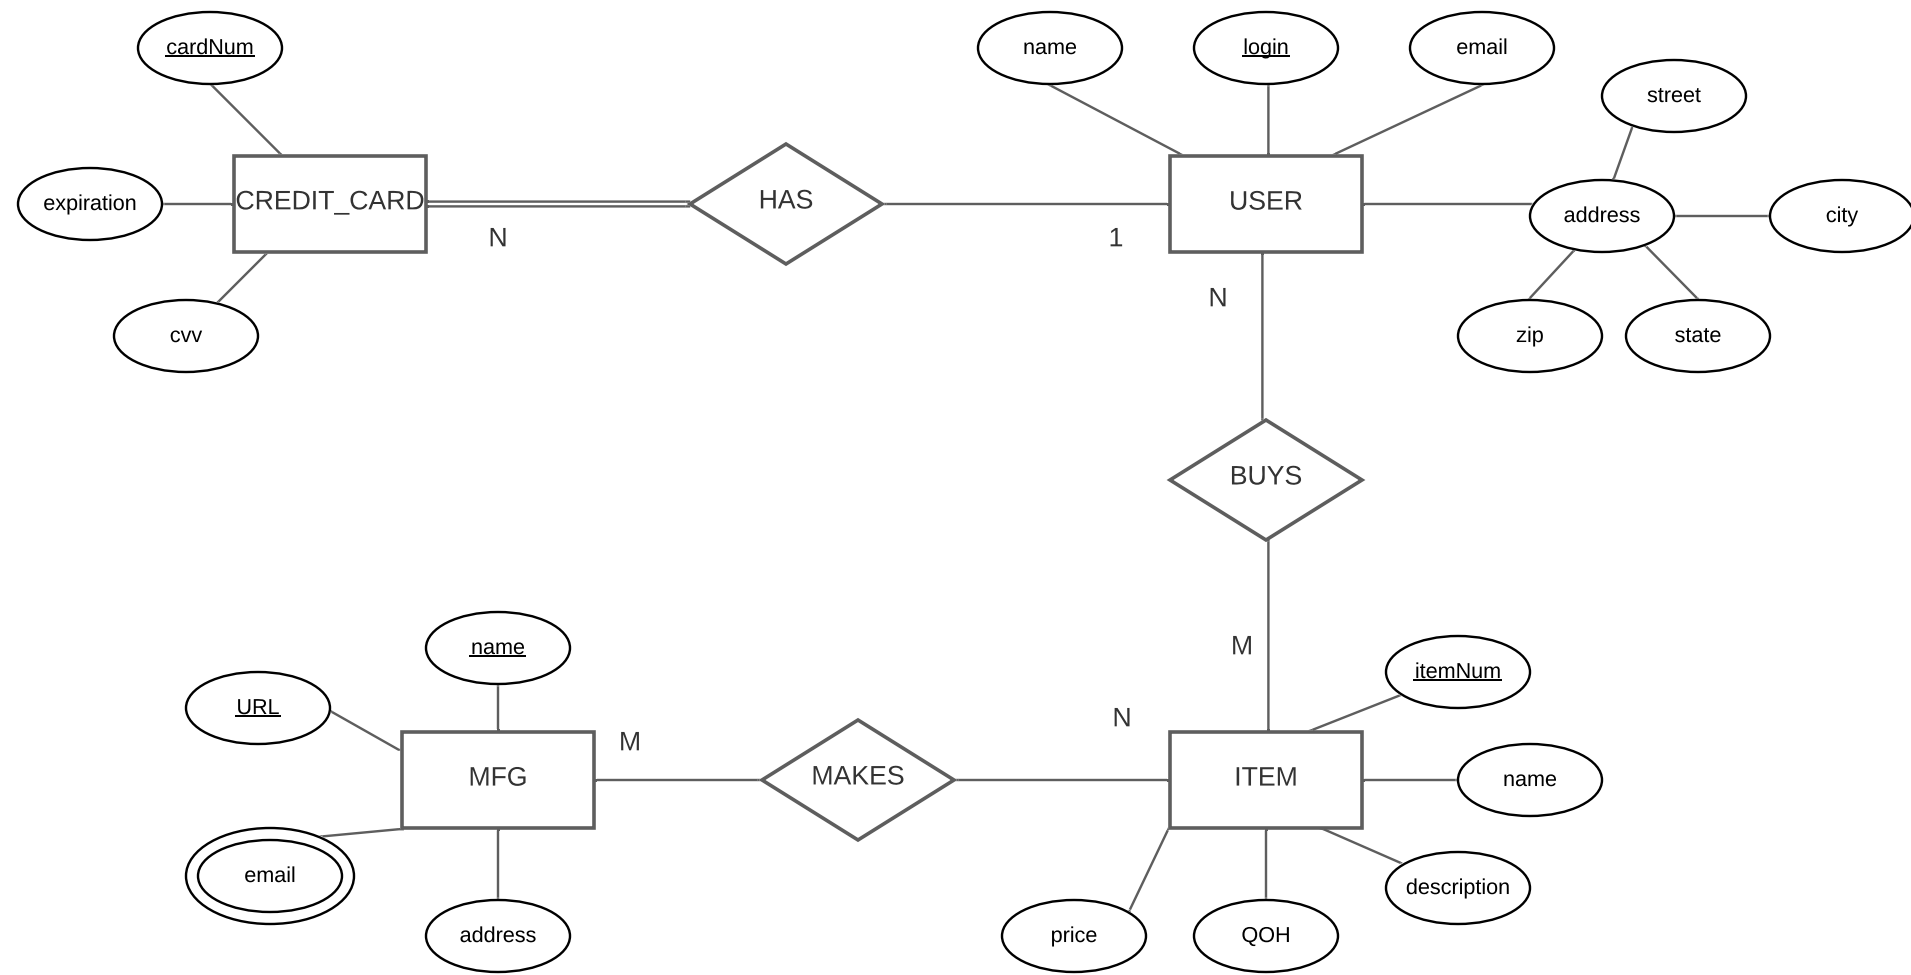 cardNum
name
login
email
street
expiration
CREDIT_CARD
HAS
USER
address
city
N
1
N
cvv
zip
state
BUYS
M
name
itemNum
URL
M
N
MFG
MAKES
ITEM
name
email
description
address
price
QOH